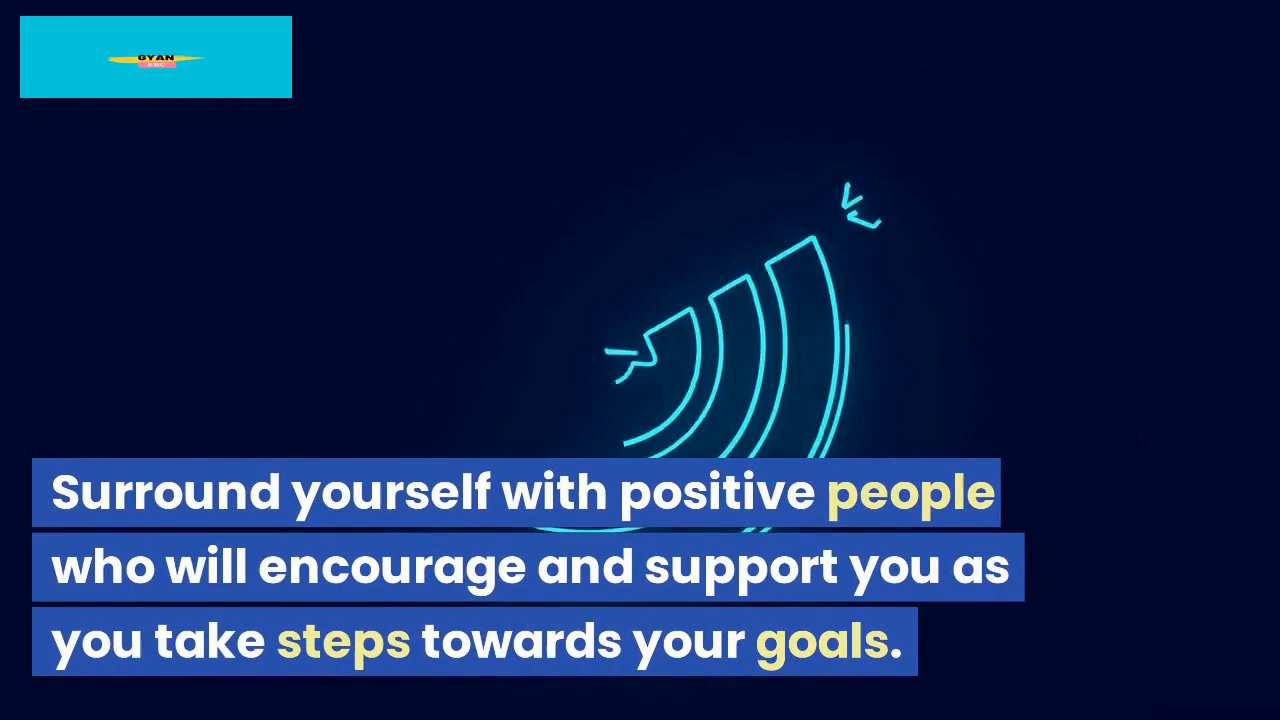 GYAN
Surround yourself with positive people
who will encourage and support you as
you take steps towards your goals.